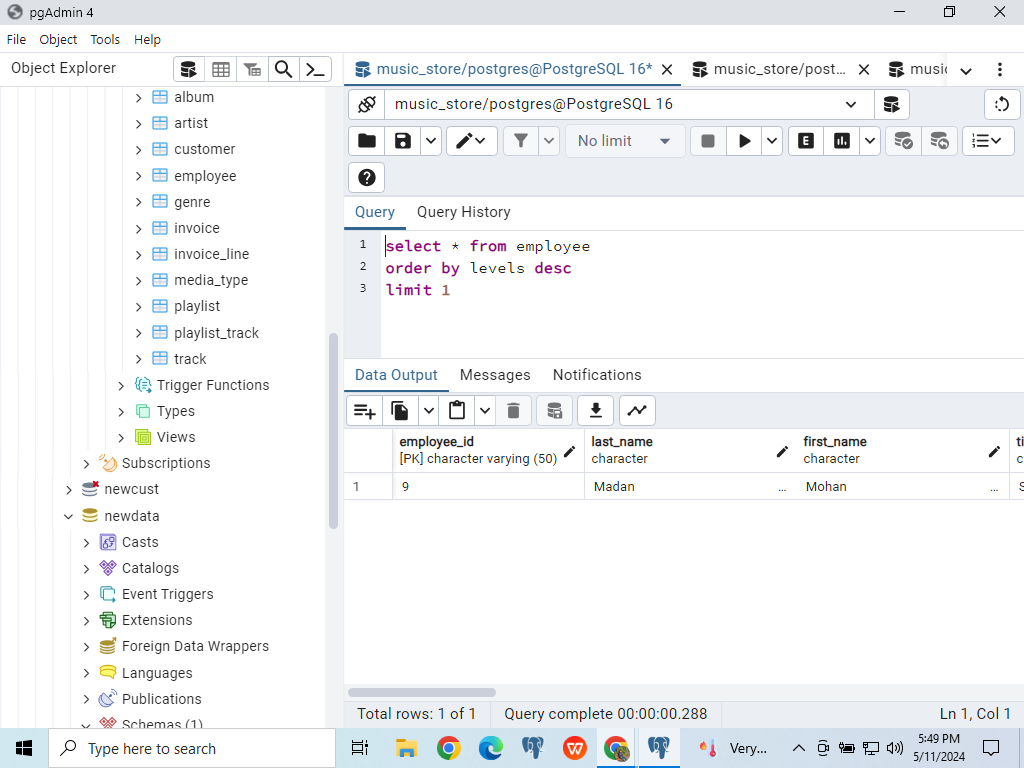 pgAdmin 4
File Object Tools Help
Object Explorer
album
artist
customer
employee
genre
invoice
invoice_line
media_type
playlist
playlist_track
track
Trigger Functions
Types
Views
Subscriptions
newcust
newdata
Casts
Catalogs
Event Triggers
Extensions
Foreign Data Wrappers
Languages
Publications
Schemas (1)
music_store/postgres@PostgreSQL 16* music_store/post...
music_store/postgres@PostgreSQL 16
No limit E
Query Query History
1 select * from employee
2 order by levels desc
3 limit 1
Data Output Messages Notifications
employee_id last_name first_name
[PK] character varying (50) character character
1 9 Madan ... Mohan ...
Total rows: 1 of 1 Query complete 00:00:00.288 Ln 1, Col 1
Type here to search
Very...
5:49 PM
5/11/2024